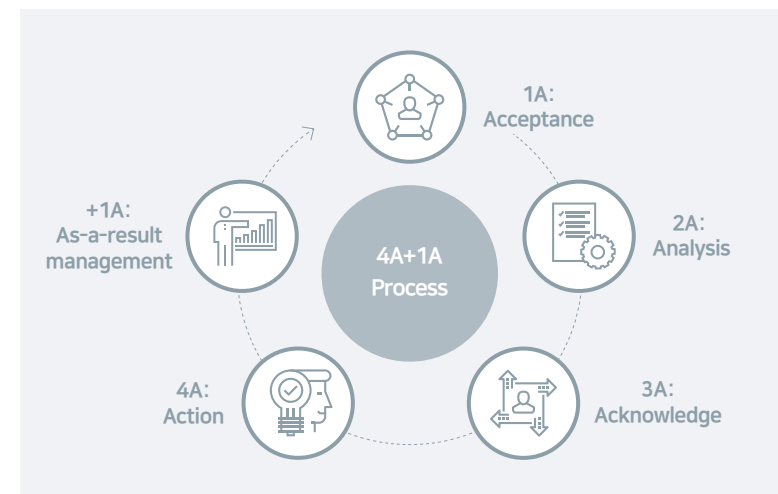 1A:
Acceptance
2A:
Analysis
3A:
Acknowledge
4A:
Action
+1A:
As-a-result
management
4A+1A
Process